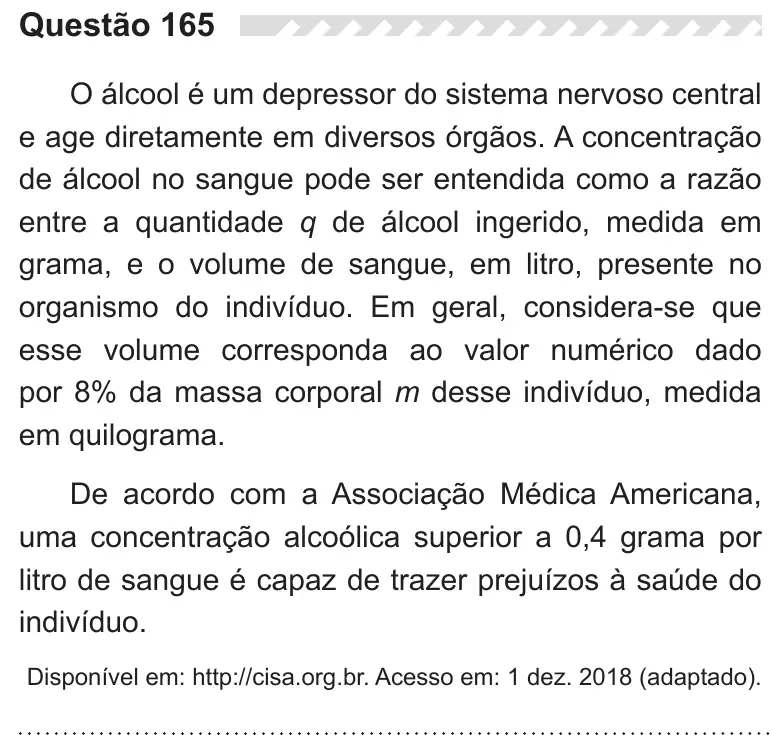 Questão 165
O álcool é um depressor do sistema nervoso central
e age diretamente em diversos órgãos. A concentração
de álcool no sangue pode ser entendida como a razão
entre a quantidade q de álcool ingerido, medida em
grama, e o volume de sangue, em litro, presente no
organismo do indivíduo. Em geral, considera-se que
esse volume corresponda ao valor numérico dado
por 8% da massa corporal m desse indivíduo, medida
em quilograma.
De acordo com a Associação Médica Americana,
uma concentração alcoólica superior a 0,4 grama por
litro de sangue é capaz de trazer prejuízos à saúde do
indivíduo.
Disponível em: http://cisa.org.br. Acesso em: 1 dez. 2018 (adaptado).